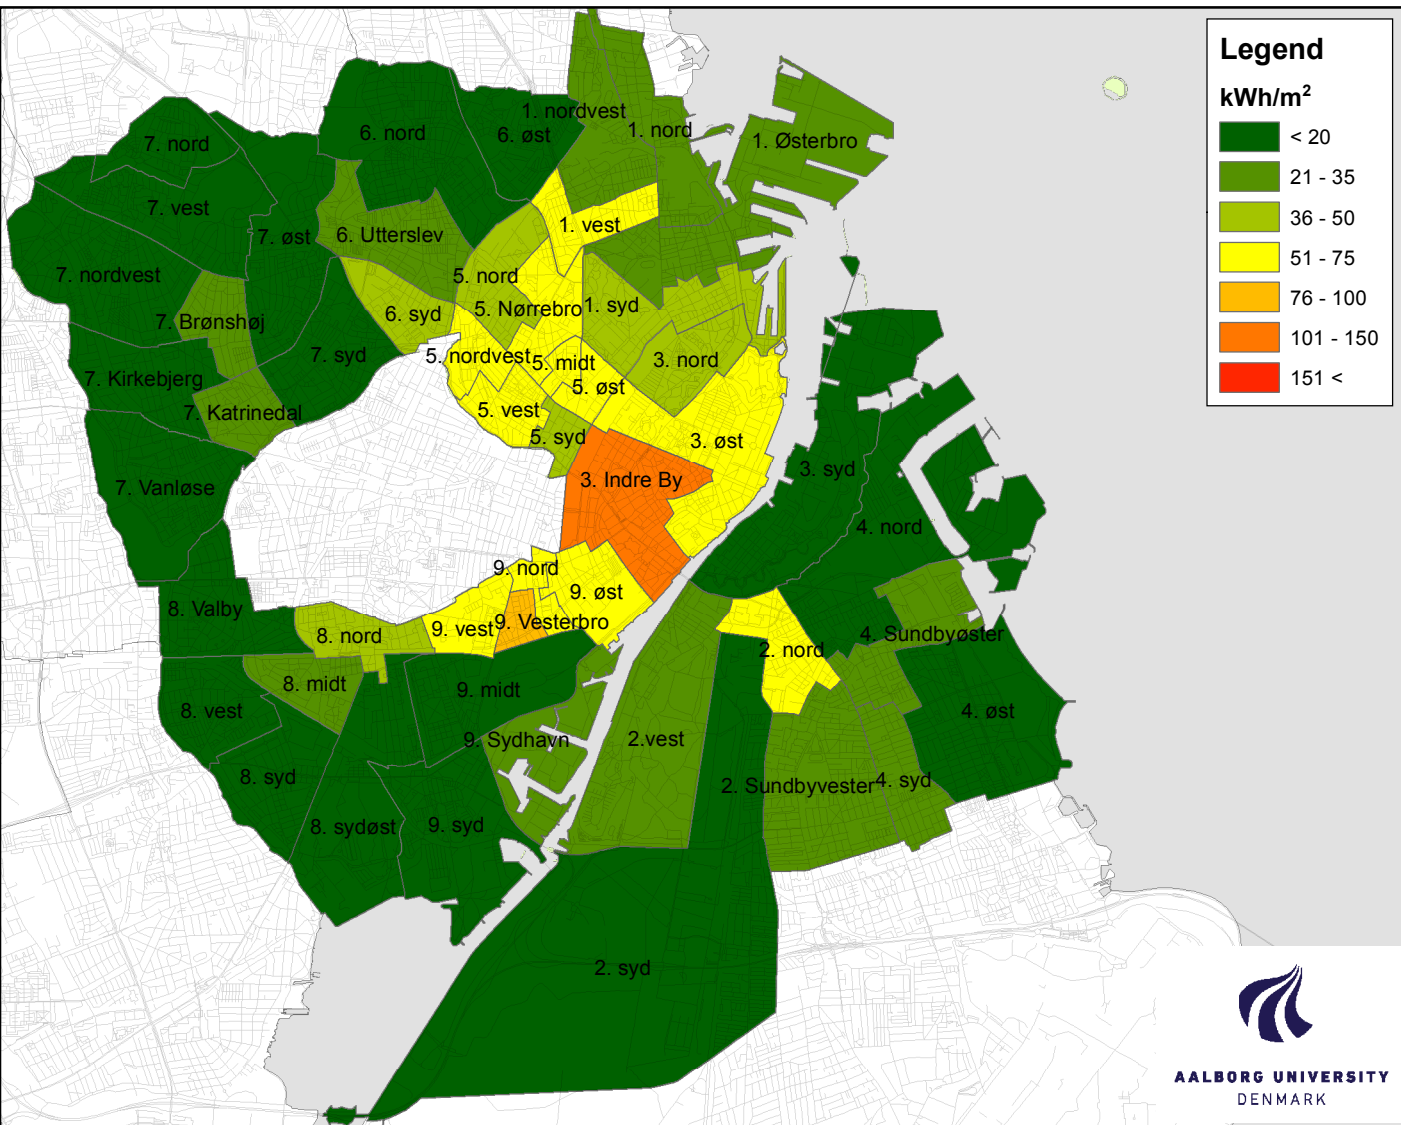 Legend
kWh/m²
< 20
21 - 35
36 - 50
51 - 75
76 - 100
101 - 150
151 <
1. nordvest
6. nord
6. øst
1. nord
7. nord
1. Østerbro
7. vest
1. vest
7. øst
6. Utterslev
7. nordvest
5. nord
6. syd
5. Nørrebro
1. syd
7. Brønshøj
7. syd
5. nordvest
5. midt
3. nord
7. Kirkebjerg
5. øst
7. Katrinedal
5. vest
5. syd
3. øst
7. Vanløse
3. Indre By
3. syd
4. nord
9. nord
9. øst
8. Valby
8. nord
9. vest
9. Vesterbro
4. Sundbyøster
2. nord
8. midt
9. midt
8. vest
4. øst
9. Sydhavn
2.vest
8. syd
2. Sundbyvester
4. syd
8. sydøst
9. syd
2. syd
AALBORG UNIVERSITY
DENMARK